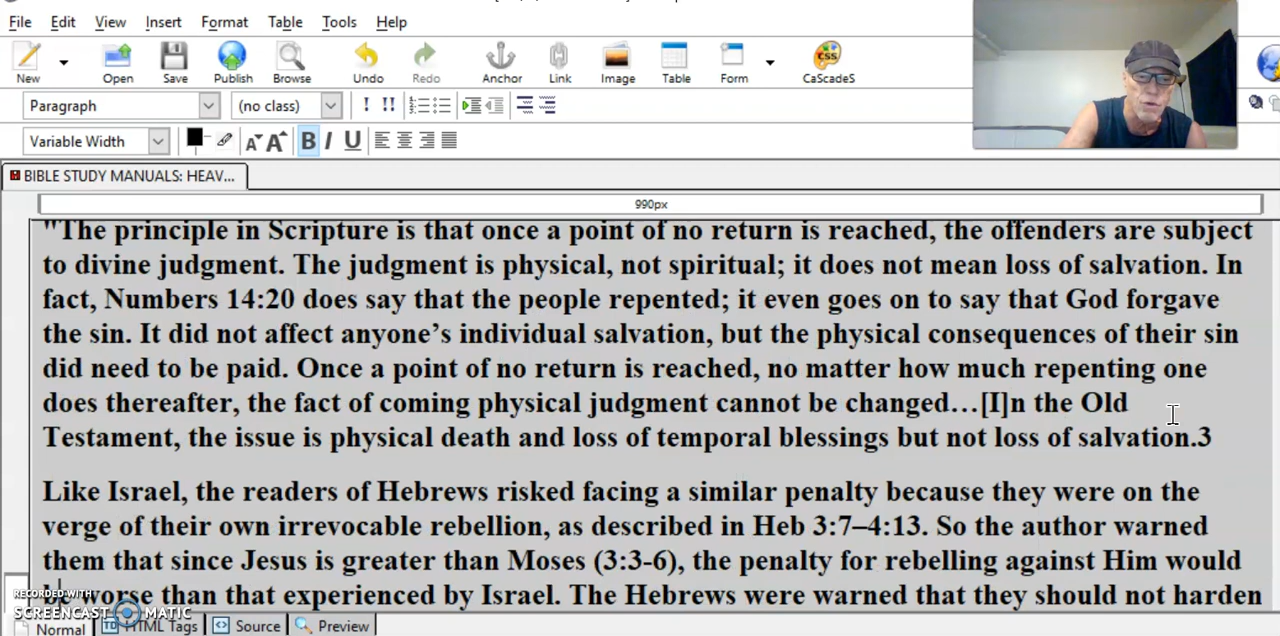 File Edit View Insert Format Table Tools Help
New Open Save Publish Browse Undo Redo Anchor Link Image Table Form CaScadeS
Paragraph (no class) ! !!
Variable Width A A B I U
BIBLE STUDY MANUALS: HEAV...
990px
"The principle in Scripture is that once a point of no return is reached, the offenders are subject
to divine judgment. The judgment is physical, not spiritual; it does not mean loss of salvation. In
fact, Numbers 14:20 does say that the people repented; it even goes on to say that God forgave
the sin. It did not affect anyone’s individual salvation, but the physical consequences of their sin
did need to be paid. Once a point of no return is reached, no matter how much repenting one
does thereafter, the fact of coming physical judgment cannot be changed…[I]n the Old
Testament, the issue is physical death and loss of temporal blessings but not loss of salvation.3
Like Israel, the readers of Hebrews risked facing a similar penalty because they were on the
verge of their own irrevocable rebellion, as described in Heb 3:7–4:13. So the author warned
them that since Jesus is greater than Moses (3:3-6), the penalty for rebelling against Him would
worse than that experienced by Israel. The Hebrews were warned that they should not harden
RECORDED WITH
SCREENCAST MATIC
Normal TD HTML Tags <> Source Preview